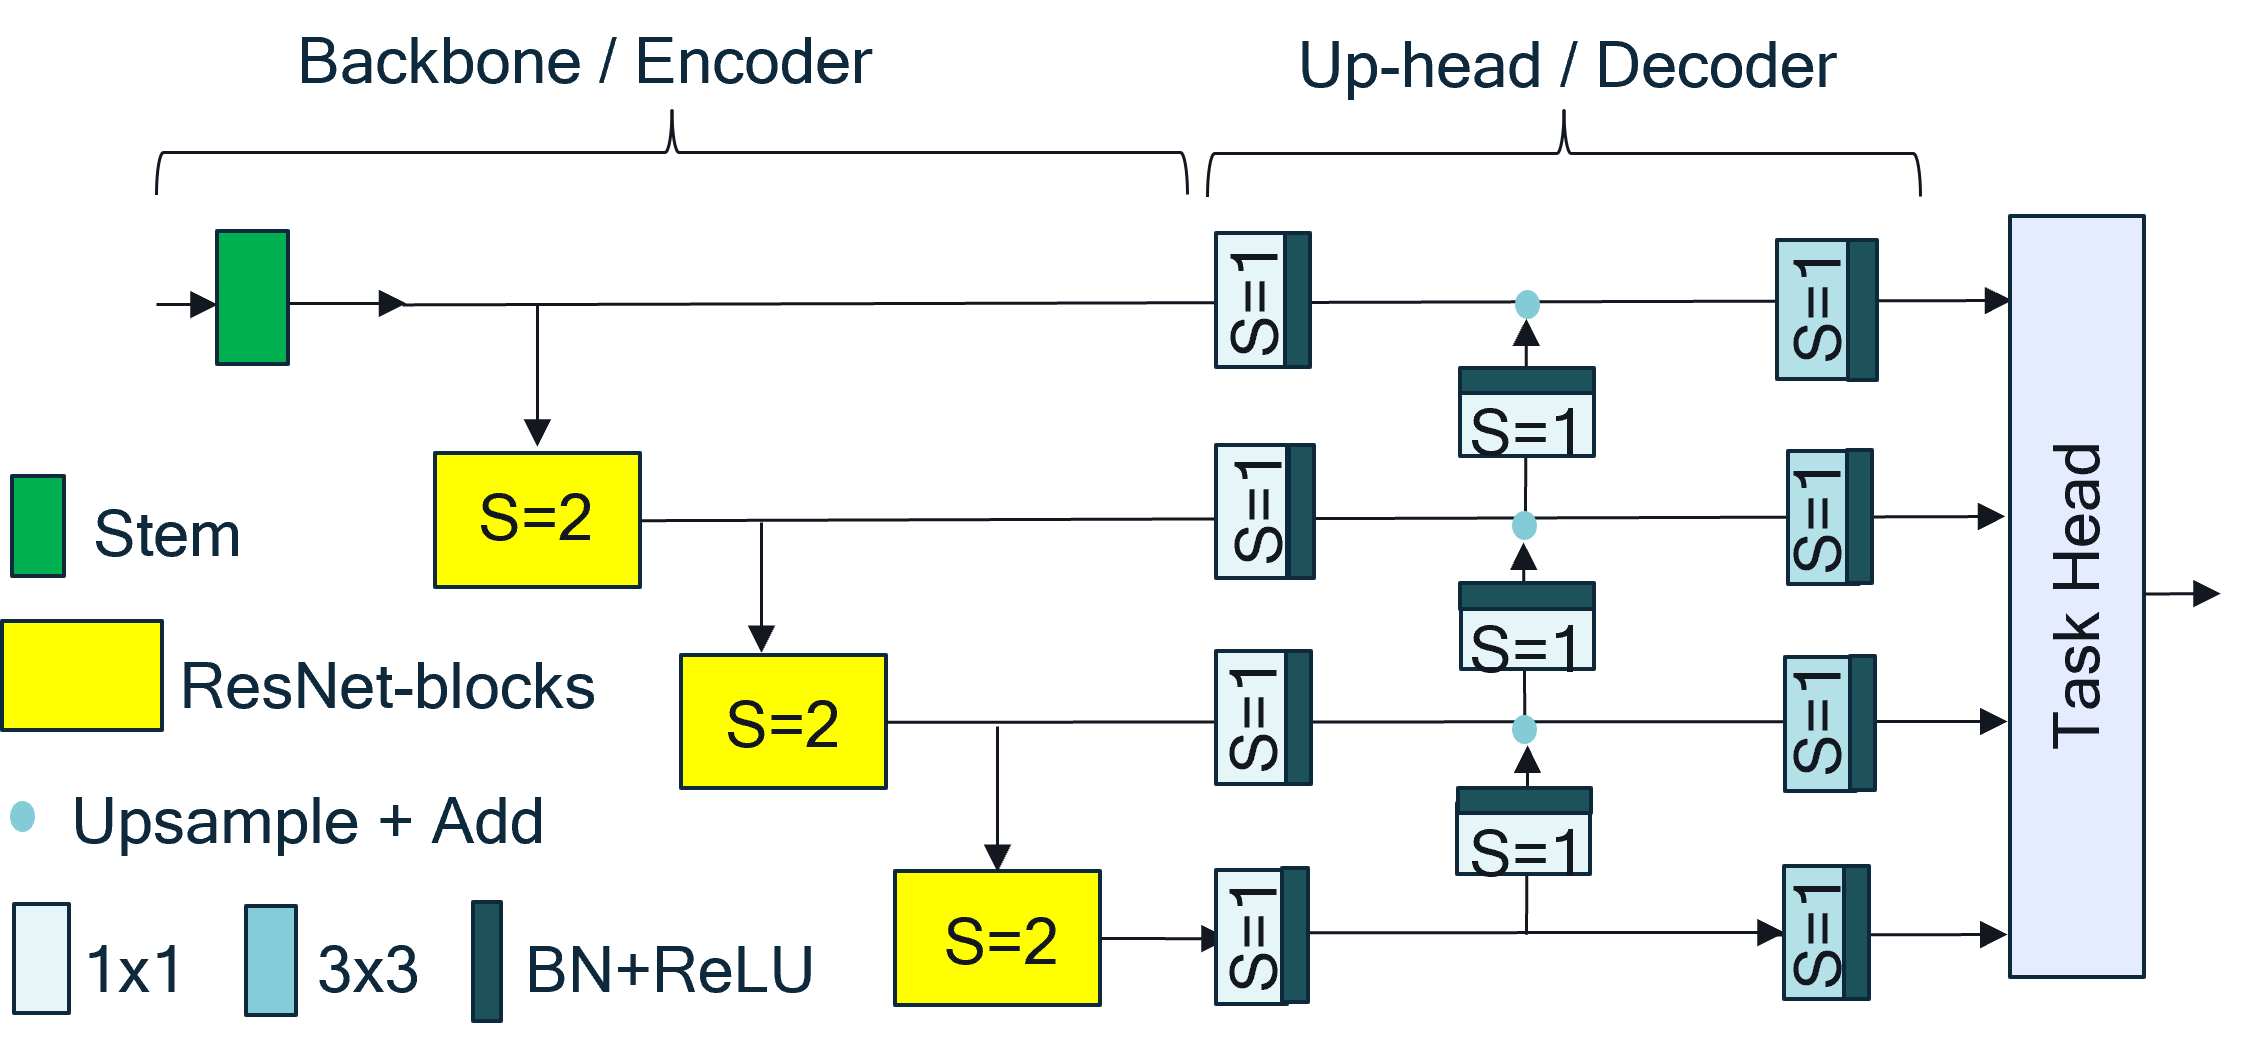 Backbone / Encoder
Up-head / Decoder
S=1
S=1
S=1
S=2
S=1
S=1
Stem
S=1
S=2
S=1
S=1
ResNet-blocks
Task Head
Upsample + Add
S=1
S=2
S=1
S=1
1x1
3x3
BN+ReLU